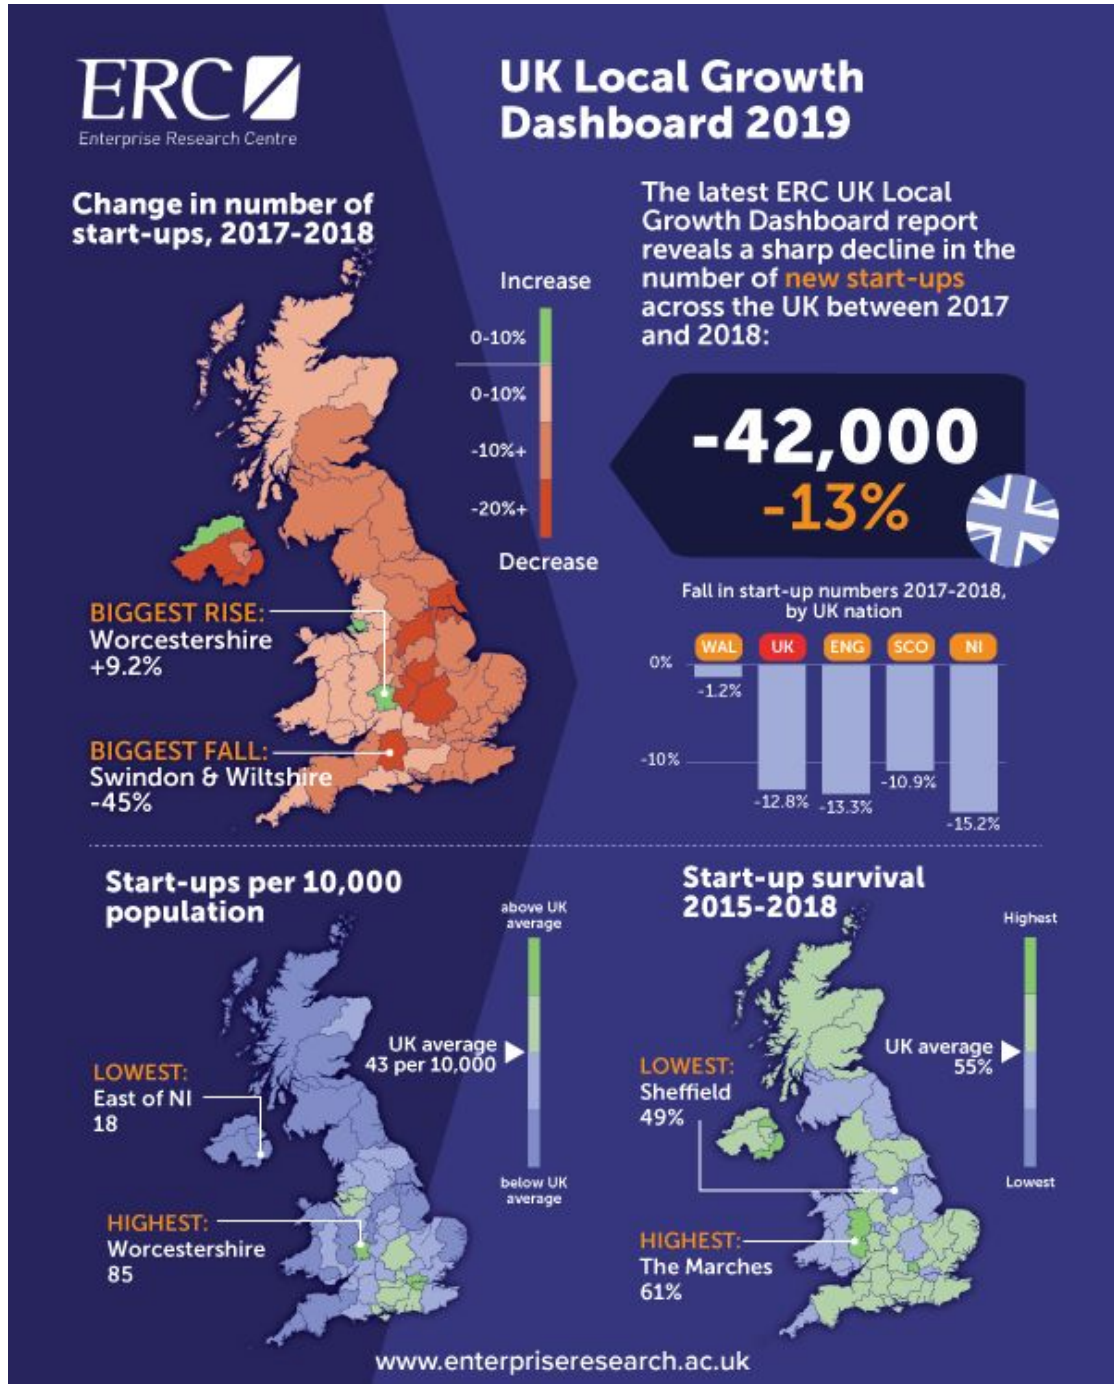 ERC
Enterprise Research Centre
UK Local Growth
Dashboard 2019
Change in number of
start-ups, 2017-2018
The latest ERC UK Local
Growth Dashboard report
reveals a sharp decline in the
number of new start-ups
across the UK between 2017
and 2018:
Increase
0-10%
0-10%
-10%+
-20%+
Decrease
-42,000
-13%
BIGGEST RISE:
Worcestershire
+9.2%
BIGGEST FALL:
Swindon & Wiltshire
-45%
Fall in start-up numbers 2017-2018,
by UK nation
WAL
UK
ENG
SCO
NI
0%
-1.2%
-10%
-12.8%
-13.3%
-10.9%
-15.2%
Start-ups per 10,000
population
above UK
average
UK average
43 per 10,000
LOWEST:
East of NI
18
below UK
average
HIGHEST:
Worcestershire
85
Start-up survival
2015-2018
Highest
UK average
55%
LOWEST:
Sheffield
49%
Lowest
HIGHEST:
The Marches
61%
www.enterpriseresearch.ac.uk